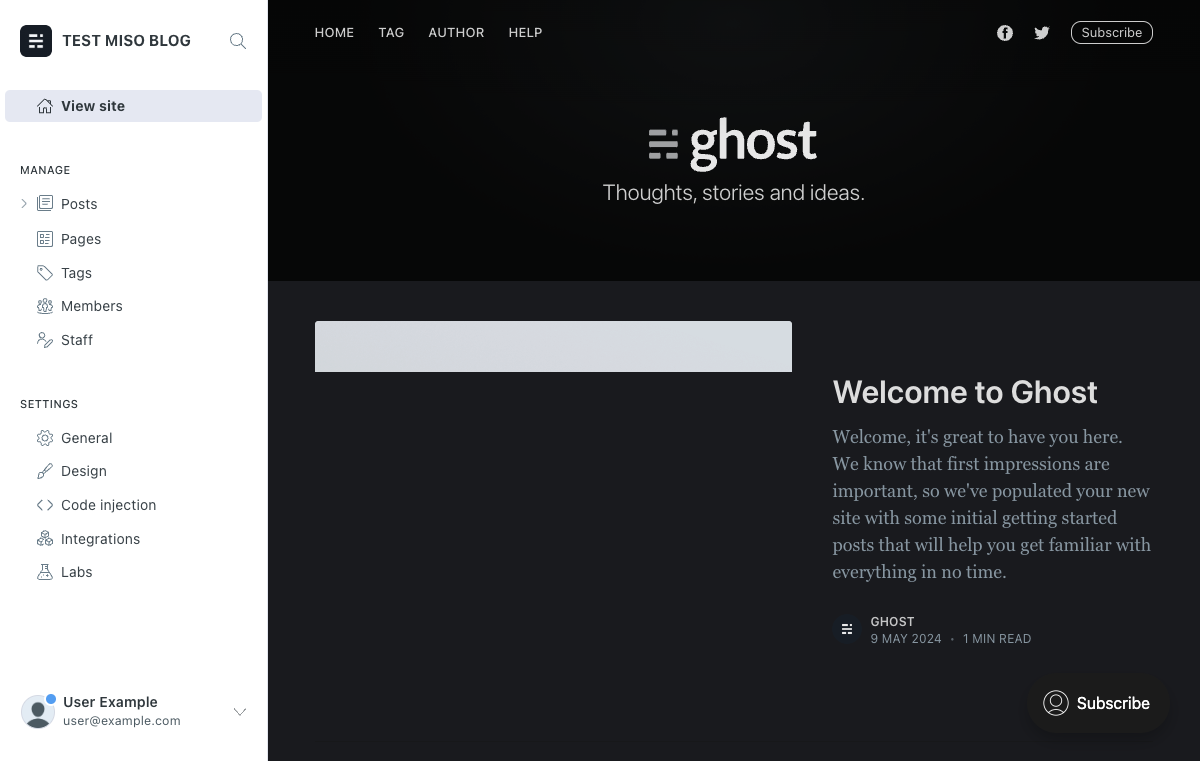 TEST MISO BLOG
View site
MANAGE
Posts
Pages
Tags
Members
Staff
SETTINGS
General
Design
Code injection
Integrations
Labs
User Example
user@example.com
HOME TAG AUTHOR HELP Subscribe
ghost
Thoughts, stories and ideas.
Welcome to Ghost
Welcome, it's great to have you here.
We know that first impressions are
important, so we've populated your new
site with some initial getting started
posts that will help you get familiar with
everything in no time.
GHOST
9 MAY 2024 • 1 MIN READ
Subscribe